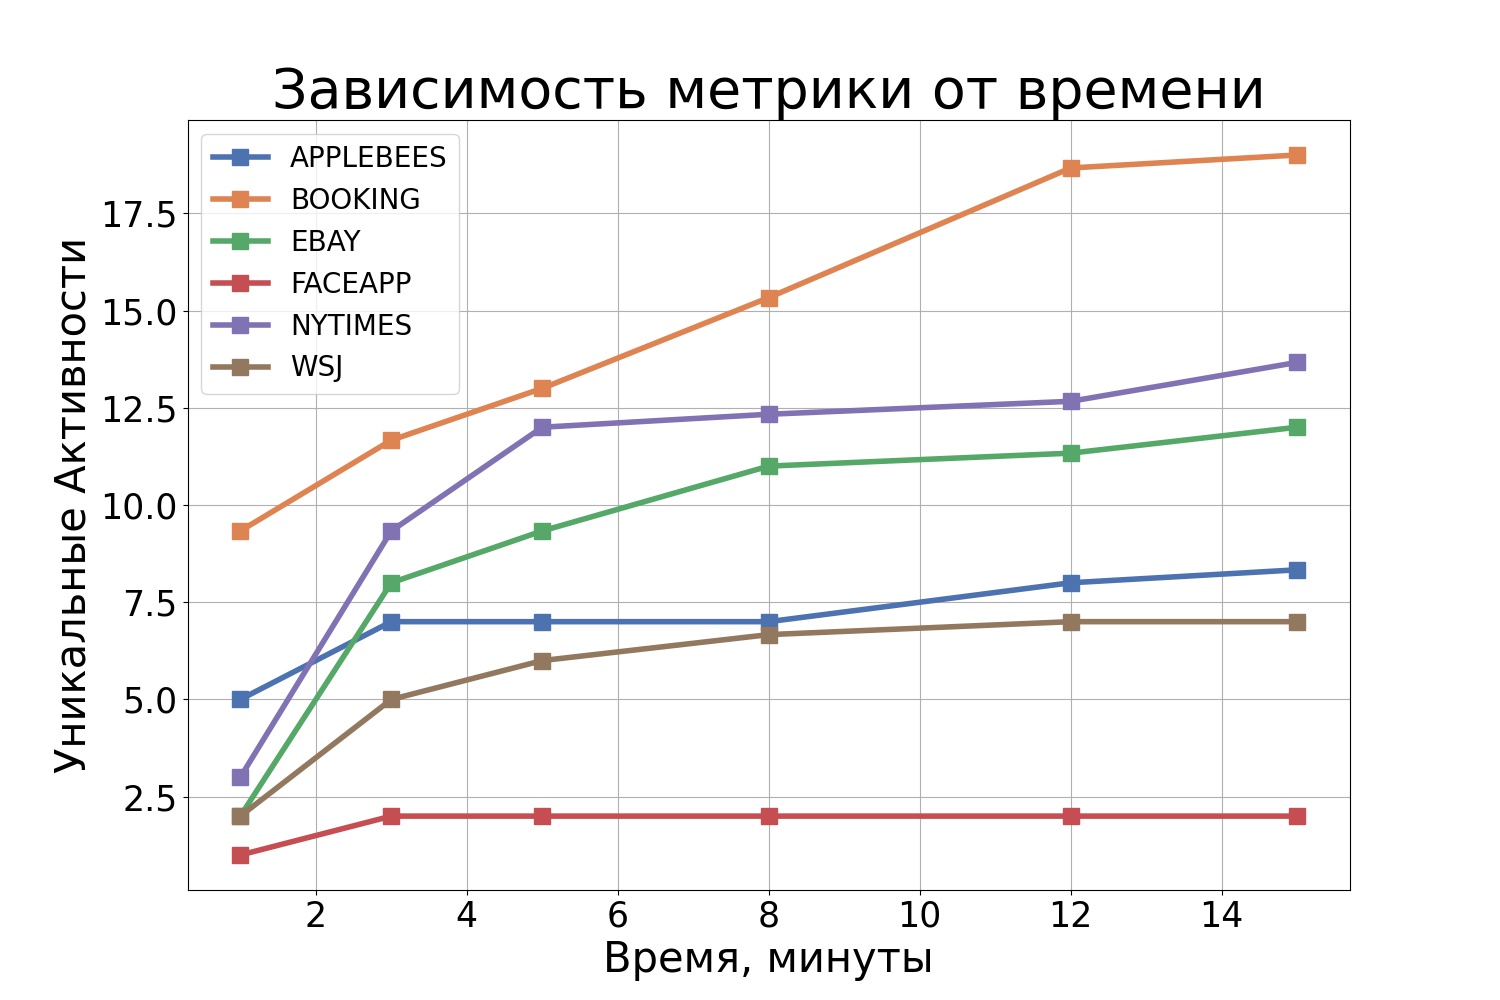 Зависимость метрики от времени
APPLEBEES
BOOKING
EBAY
FACEAPP
NYTIMES
WSJ
Уникальные Активности
17.5
15.0
12.5
10.0
7.5
5.0
2.5
2 4 6 8 10 12 14
Время, минуты